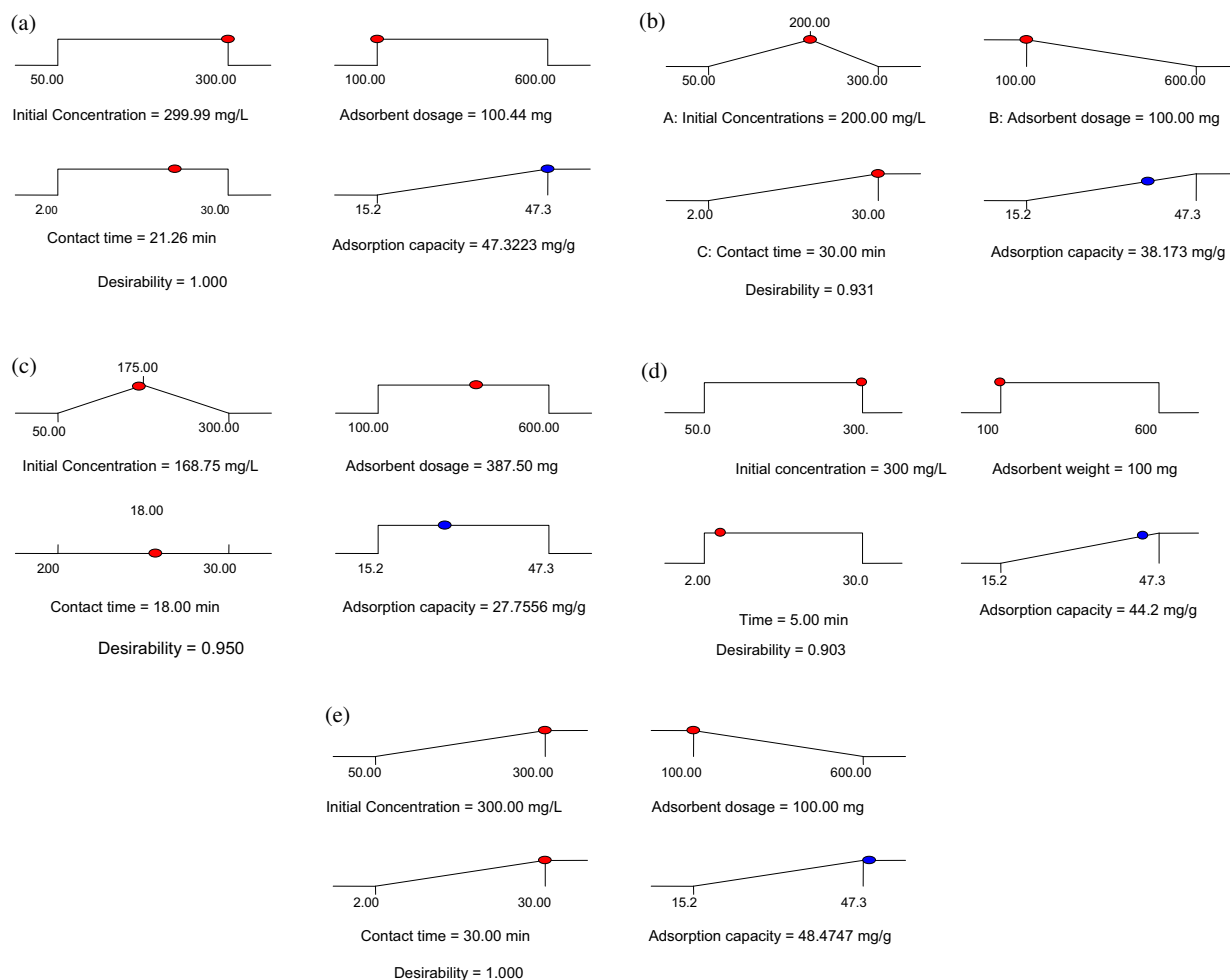 (a)
50.00 300.00 100.00 600.00
Initial Concentration = 299.99 mg/L Adsorbent dosage = 100.44 mg
2.00 30.00 15.2 47.3
Contact time = 21.26 min Adsorption capacity = 47.3223 mg/g
Desirability = 1.000
(b)
200.00
50.00 300.00 100.00 600.00
A: Initial Concentrations = 200.00 mg/L B: Adsorbent dosage = 100.00 mg
2.00 30.00 15.2 47.3
C: Contact time = 30.00 min Adsorption capacity = 38.173 mg/g
Desirability = 0.931
(c)
175.00
50.00 300.00 100.00 600.00
Initial Concentration = 168.75 mg/L Adsorbent dosage = 387.50 mg
18.00
200 30.00 15.2 47.3
Contact time = 18.00 min Adsorption capacity = 27.7556 mg/g
Desirability = 0.950
(d)
50.0 300. 100 600
Initial concentration = 300 mg/L Adsorbent weight = 100 mg
2.00 30.0 15.2 47.3
Time = 5.00 min Adsorption capacity = 44.2 mg/g
Desirability = 0.903
(e)
50.00 300.00 100.00 600.00
Initial Concentration = 300.00 mg/L Adsorbent dosage = 100.00 mg
2.00 30.00 15.2 47.3
Contact time = 30.00 min Adsorption capacity = 48.4747 mg/g
Desirability = 1.000